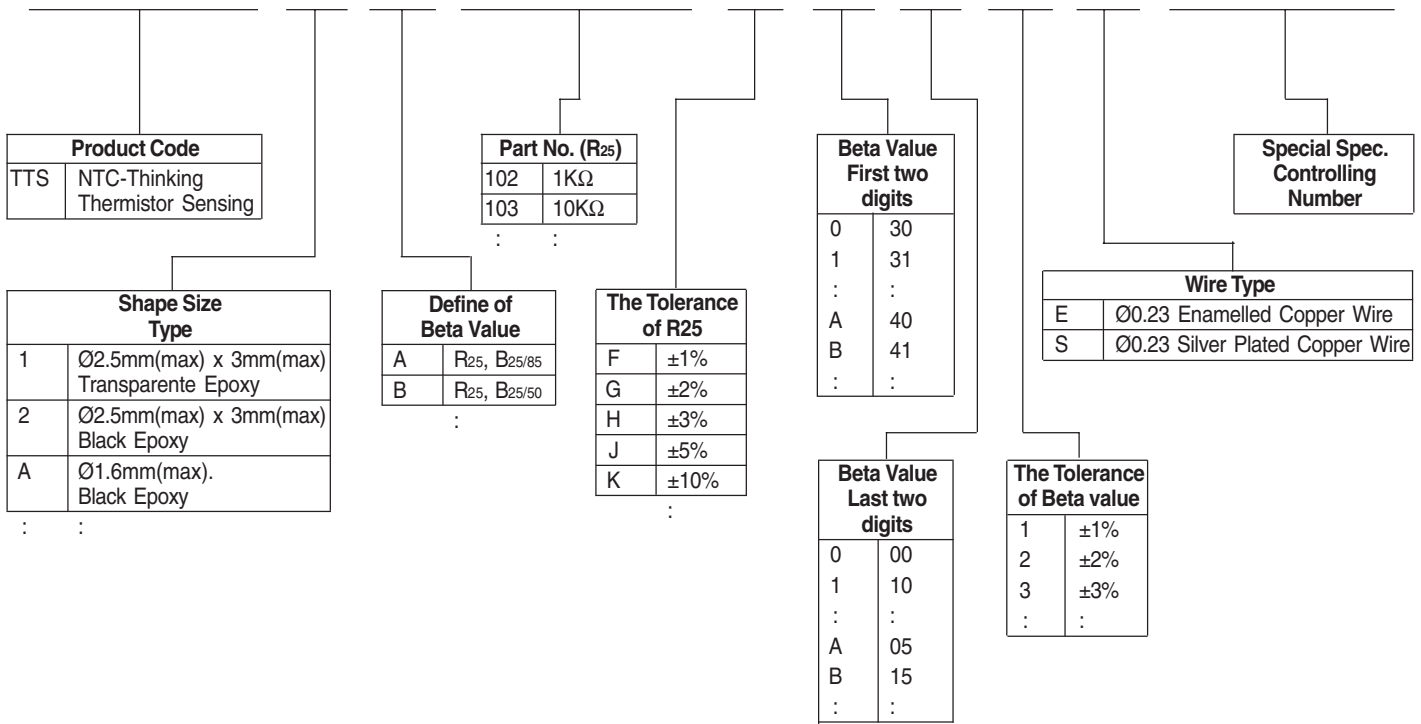 Product Code
TTS NTC-Thinking
Thermistor Sensing
Shape Size
Type
1 Ø2.5mm(max) x 3mm(max)
Transparente Epoxy
2 Ø2.5mm(max) x 3mm(max)
Black Epoxy
A Ø1.6mm(max).
Black Epoxy
: :
Define of
Beta Value
A R25, B25/85
B R25, B25/50
:
Part No. (R25)
102 1KΩ
103 10KΩ
: :
The Tolerance
of R25
F ±1%
G ±2%
H ±3%
J ±5%
K ±10%
:
Beta Value
First two
digits
0 30
1 31
: :
A 40
B 41
: :
Beta Value
Last two
digits
0 00
1 10
: :
A 05
B 15
: :
The Tolerance
of Beta value
1 ±1%
2 ±2%
3 ±3%
: :
Wire Type
E Ø0.23 Enamelled Copper Wire
S Ø0.23 Silver Plated Copper Wire
Special Spec.
Controlling
Number